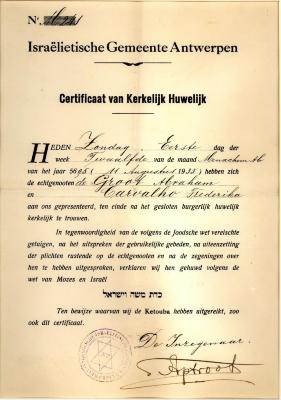 Nr.
Israëlietische Gemeente Antwerpen
Certificaat van Kerkelijk Huwelijk
HEDEN Zondag, Eerste dag der
week Twaalfde van de maand Menachem Ab
van het jaar 5695 (11 Augustus 1935) hebben zich
de echtgenooten de Groot Abraham
en Carvalho Frederika
aan ons gepresenteerd, ten einde na het gesloten burgerlijk huwelijk
kerkelijk te trouwen.
In tegenwoordigheid van de volgens de Joodsche wet vereischte
getuigen, na het uitspreken der gebruikelijke gebeden, na uiteenzetting
der plichten rustende op de echtgenooten en na de zegeningen over
hen te hebben uitgesproken, verklaren wij hen gehuwd volgens de
wet van Mozes en Israël
כדת משה וישראל
Ten bewijze waarvan wij de Ketouba hebben uitgereikt, zoo
ook dit certificaat.
De Inzegenaar.